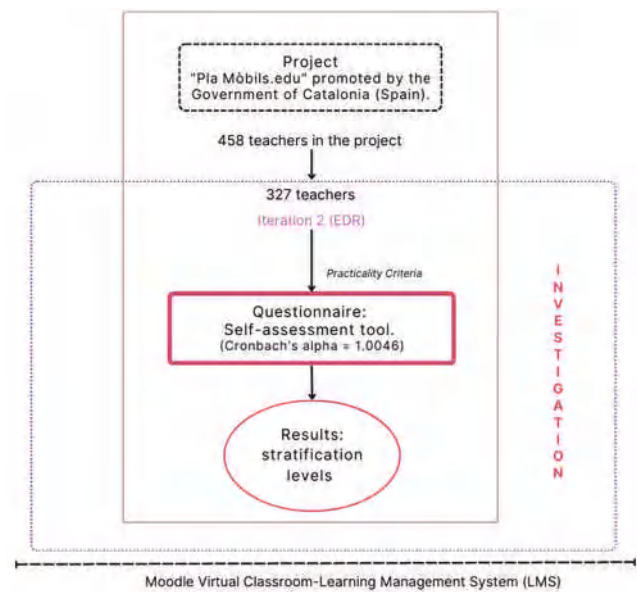 Project
"Pla Mòbils.edu" promoted by the
Government of Catalonia (Spain).
458 teachers in the project
327 teachers
Iteration 2 (EDR)
Practicality Criteria
Questionnaire:
Self-assessment tool.
(Cronbach's alpha = 1.0046)
Results:
stratification
levels
INVESTIGATION
Moodle Virtual Classroom-Learning Management System (LMS)